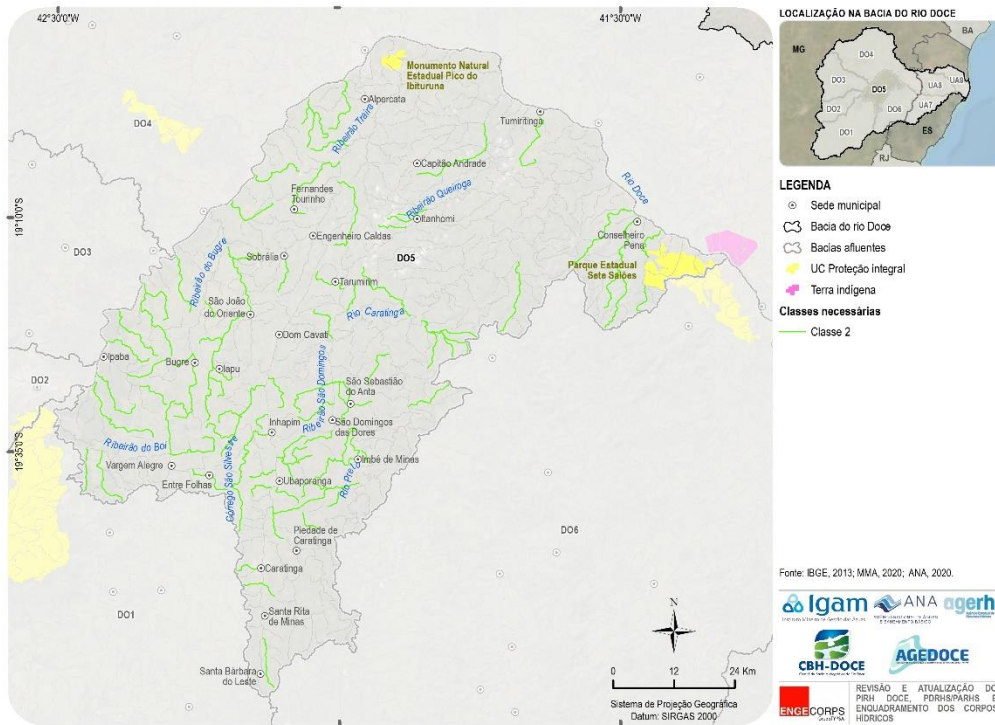 42°30'0"W
41°30'0"W
19°10'0"S
19°35'0"S
Monumento Natural
Estadual Pico do
Ibituruna
Alpercata
Ribeirão Traíra
Tumiritinga
DO4
Capitão Andrade
Rio Doce
Fernandes
Tourinho
Ribeirão Queiroga
Itanhomi
Conselheiro
Pena
Engenheiro Caldas
DO3
DO5
Ribeirão do Bugre
Sobrália
Parque Estadual
Sete Salões
Tarumirim
São João
do Oriente
Rio Caratinga
Dom Cavati
Ipaba
Bugre
Iapu
DO2
São Sebastião
do Anta
Ribeirão São Domingos
São Domingos
das Dores
Inhapim
Ribeirão do Boi
Córrego São Silvestre
Vargem Alegre
Imbé de Minas
Rio Preto
Entre Folhas
Ubaporanga
DO6
Piedade de
Caratinga
Caratinga
DO1
Santa Rita
de Minas
Santa Bárbara
do Leste
N
0 12 24 Km
Sistema de Projeção Geográfica
Datum: SIRGAS 2000
LOCALIZAÇÃO NA BACIA DO RIO DOCE
MG
BA
DO4
DO3
DO5
UA8
UA9
DO2
DO6
UA7
DO1
ES
RJ
LEGENDA
Sede municipal
Bacia do rio Doce
Bacias afluentes
UC Proteção integral
Terra indígena
Classes necessárias
Classe 2
Fonte: IBGE, 2013; MMA, 2020; ANA, 2020.
Igam
ANA
agerh
CBH-DOCE
AGEDOCE
ENGECORPS
REVISÃO E ATUALIZAÇÃO DO
PIRH DOCE, PDRHS/PARHS E
ENQUADRAMENTO DOS CORPOS
HÍDRICOS